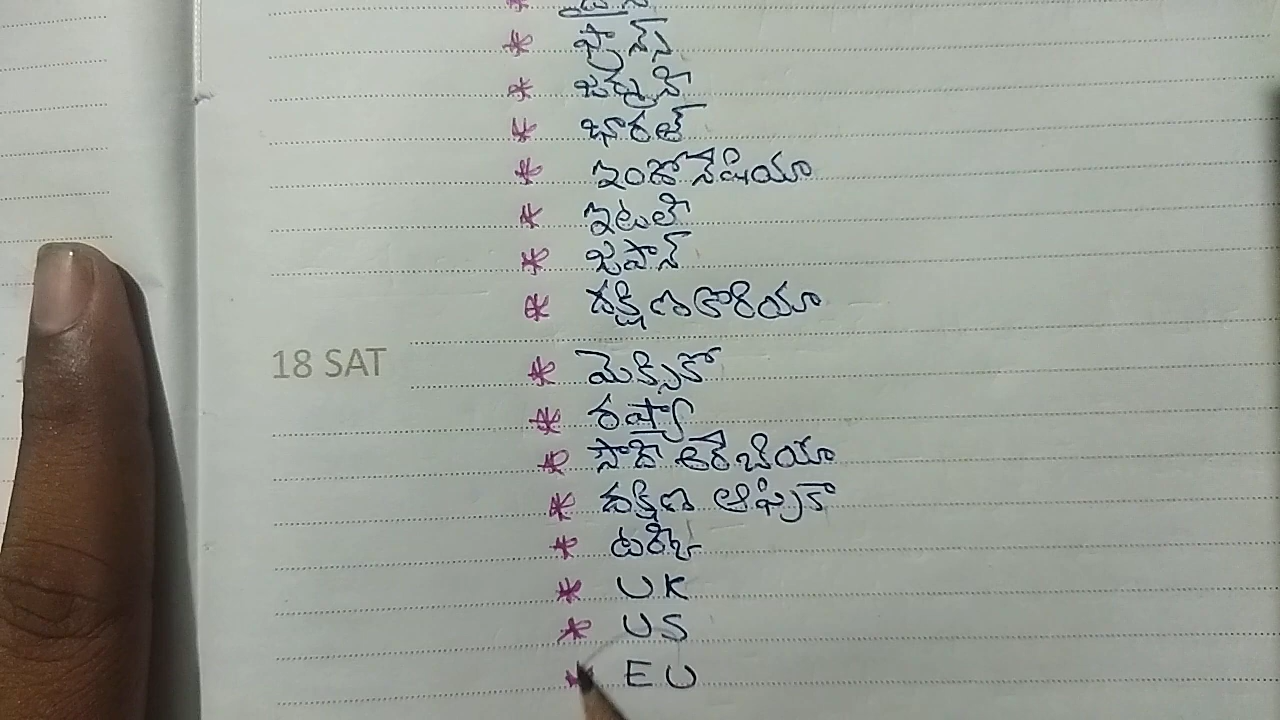 * ఫ్రాన్స్
* జర్మనీ
* భారత్
* ఇండోనేషియా
* ఇటలీ
* జపాన్
* దక్షిణ కొరియా
18 SAT
* మెక్సికో
* రష్యా
* సౌదీ అరేబియా
* దక్షిణ ఆఫ్రికా
* టర్కీ
* UK
* US
* EU